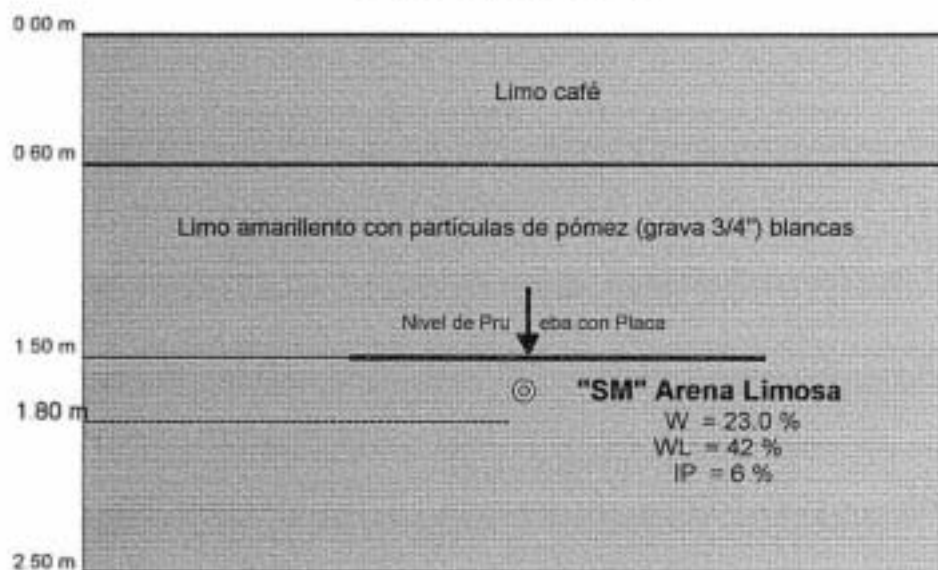 0.00 m
Limo café
0.60 m
Limo amarillento con partículas de pómez (grava 3/4") blancas
Nivel de Pru eba con Placa
1.50 m
"SM" Arena Limosa
1.80 m
W = 23.0 %
WL = 42 %
IP = 6 %
2.50 m